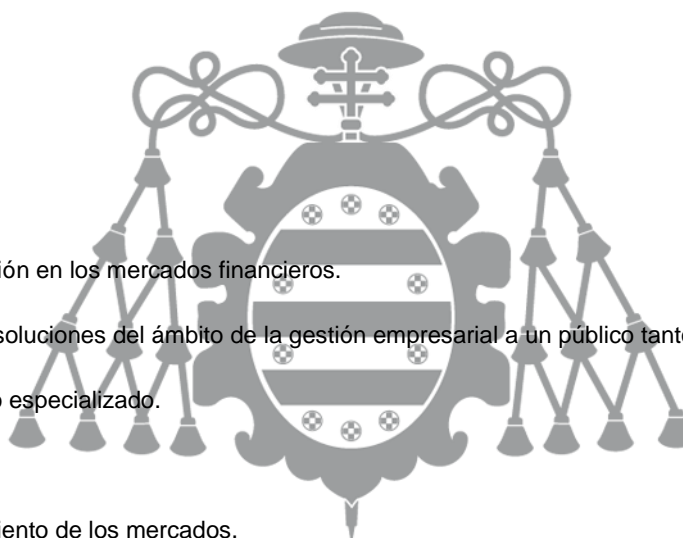 ión en los mercados financieros.
soluciones del ámbito de la gestión empresarial a un público tanto
o especializado.
iento de los mercados.